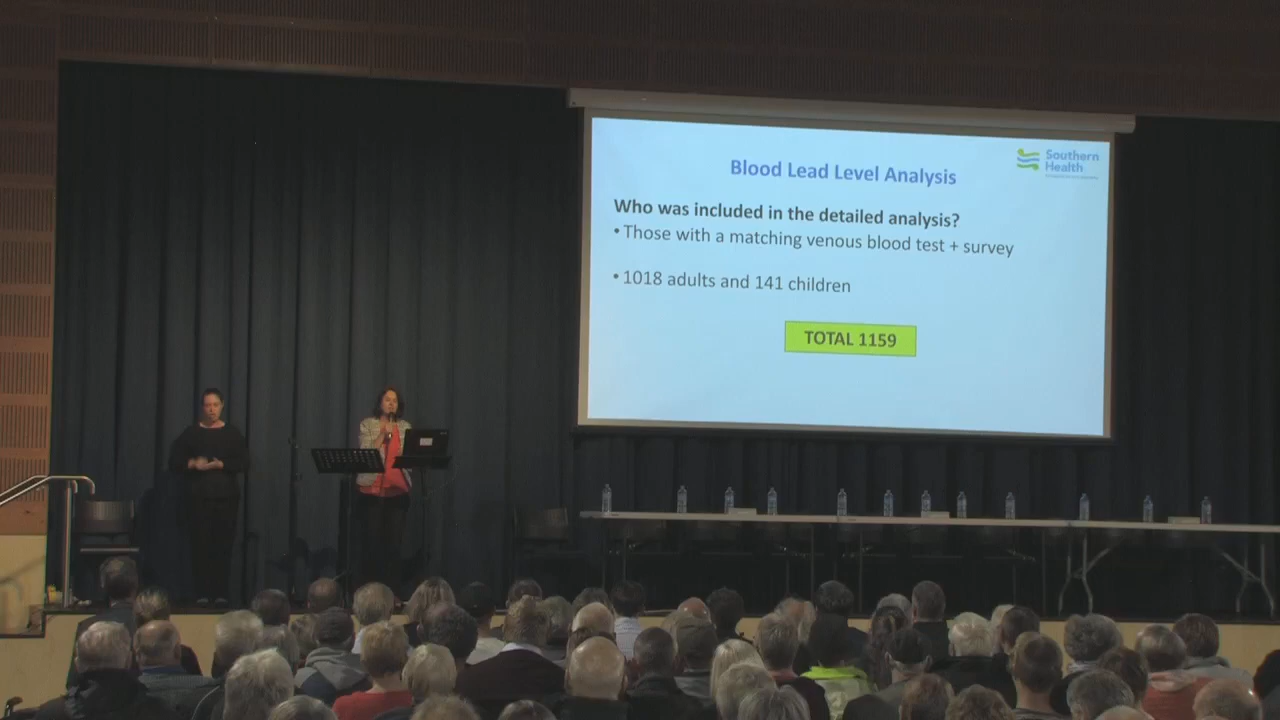 Southern
Health
Blood Lead Level Analysis
Who was included in the detailed analysis?
• Those with a matching venous blood test + survey
• 1018 adults and 141 children
TOTAL 1159